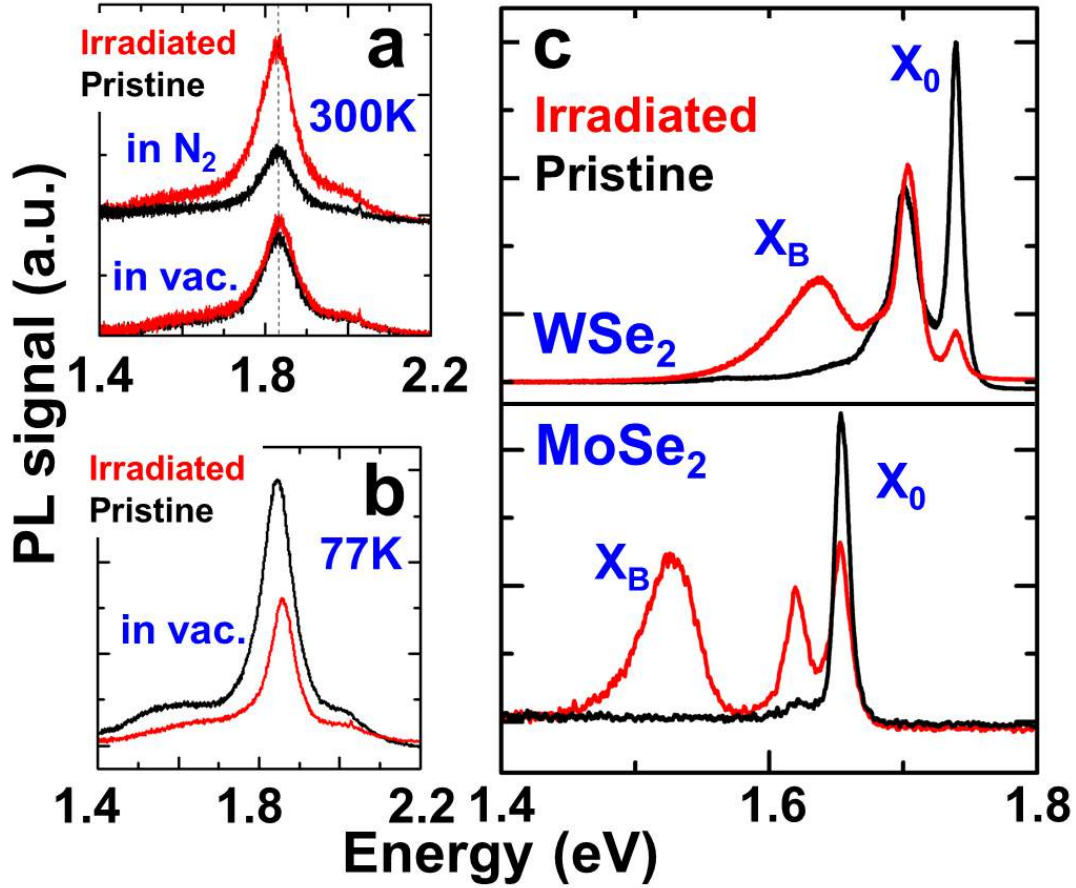 PL signal (a.u.)
a
Irradiated
Pristine
300K
in N₂
in vac.
1.4 1.8 2.2
b
Irradiated
Pristine
77K
in vac.
1.4 1.8 2.2
c
X₀
Irradiated
Pristine
X_B
WSe₂
MoSe₂
X₀
X_B
1.4 1.6 1.8
Energy (eV)